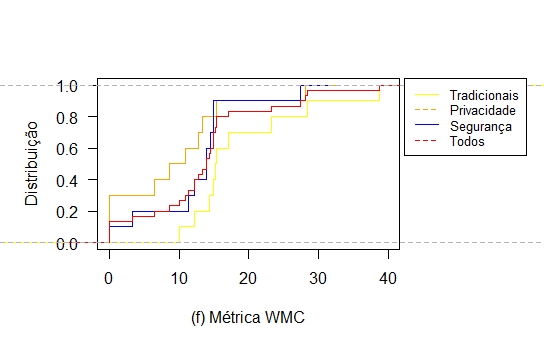 1.0
0.8
0.6
0.4
0.2
0.0
Distribuição
0 10 20 30 40
(f) Métrica WMC
Tradicionais
Privacidade
Segurança
Todos